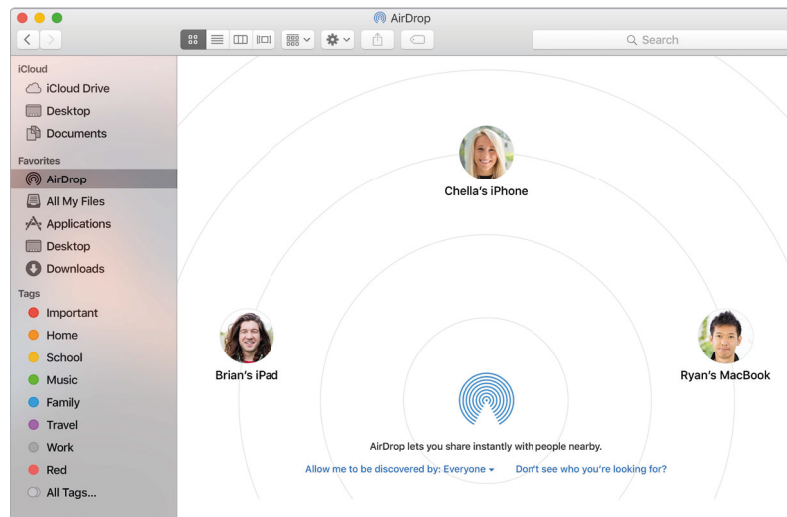 AirDrop
Search
iCloud
iCloud Drive
Desktop
Documents
Favorites
AirDrop
All My Files
Applications
Desktop
Downloads
Tags
Important
Home
School
Music
Family
Travel
Work
Red
All Tags...
Chella's iPhone
Brian's iPad
Ryan's MacBook
AirDrop lets you share instantly with people nearby.
Allow me to be discovered by: Everyone Don't see who you're looking for?